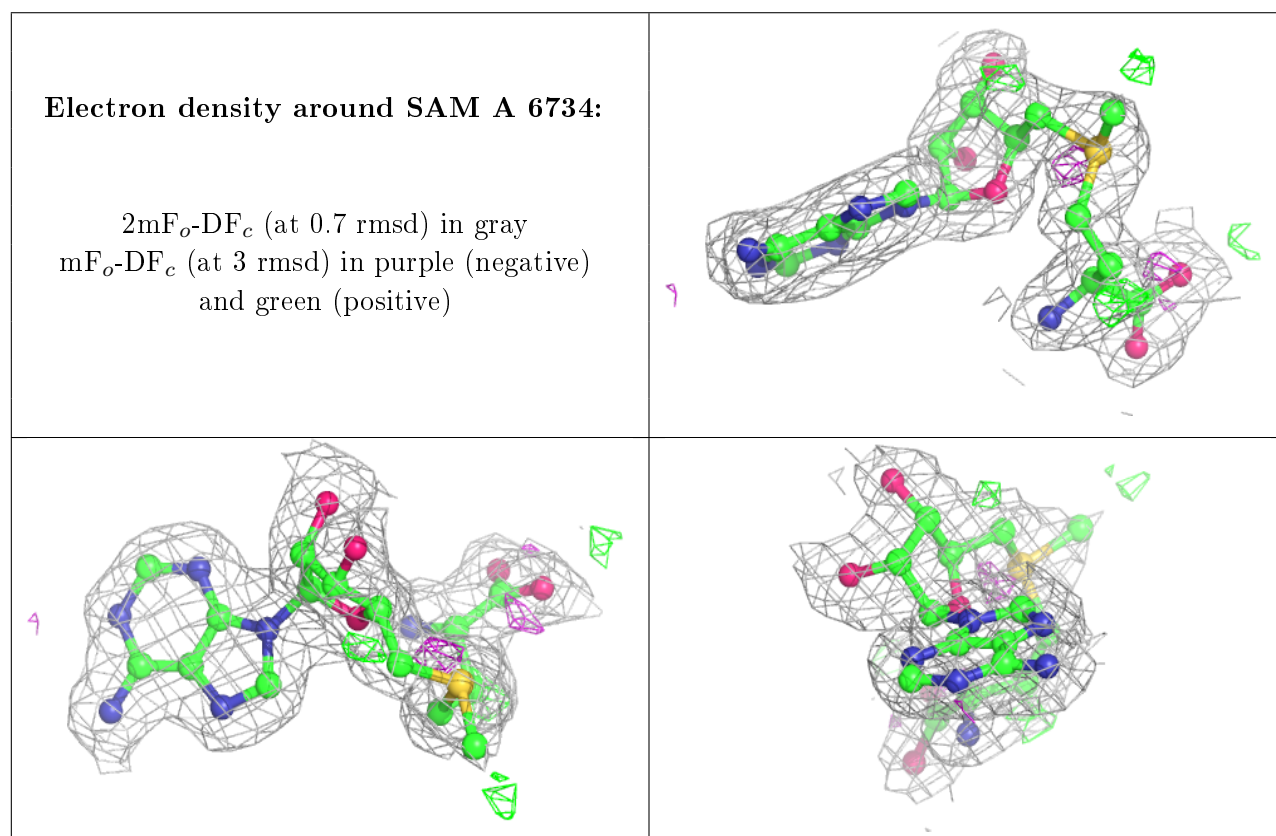 Electron density around SAM A 6734:
2mFo-DFc (at 0.7 rmsd) in gray
mFo-DFc (at 3 rmsd) in purple (negative)
and green (positive)